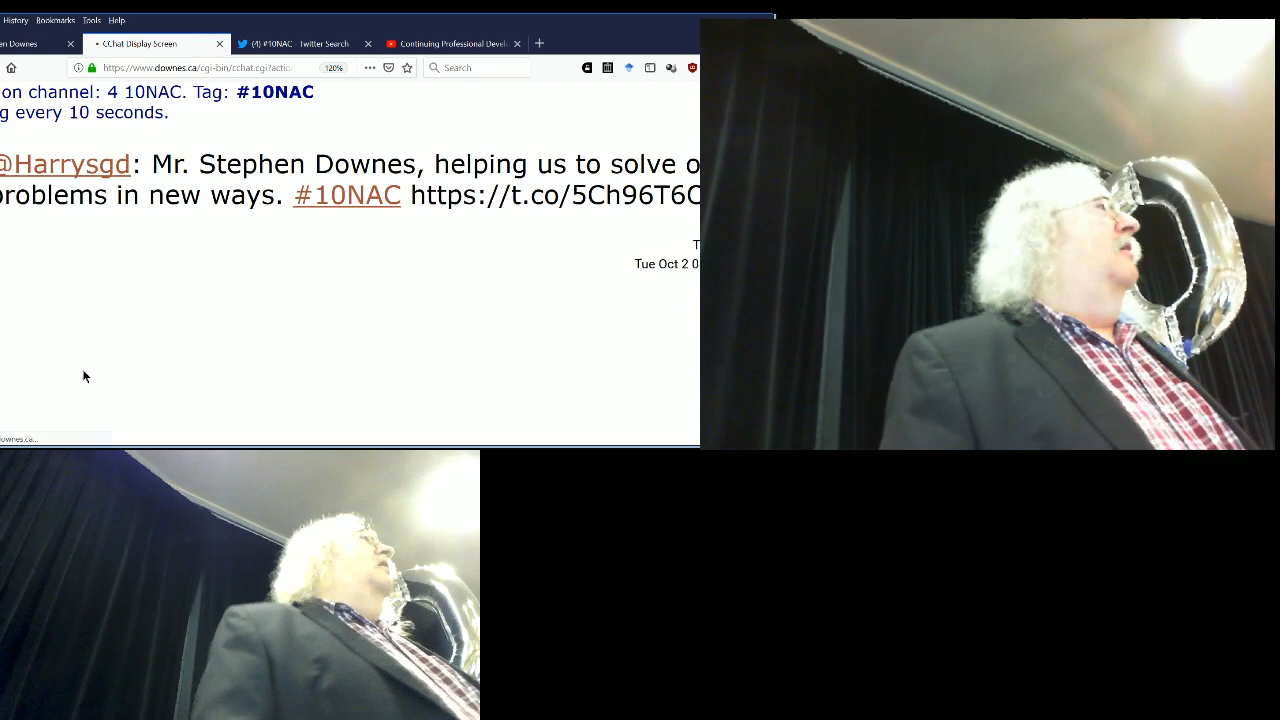 History Bookmarks Tools Help
en Downes CChat Display Screen (4) #10NAC - Twitter Search Continuing Professional Devel
https://www.downes.ca/cgi-bin/cchat.cgi?action 120% Search
on channel: 4 10NAC. Tag: #10NAC
g every 10 seconds.
@Harrysgd: Mr. Stephen Downes, helping us to solve o
problems in new ways. #10NAC https://t.co/5Ch96T6
T
Tue Oct 2 0
ownes.ca...